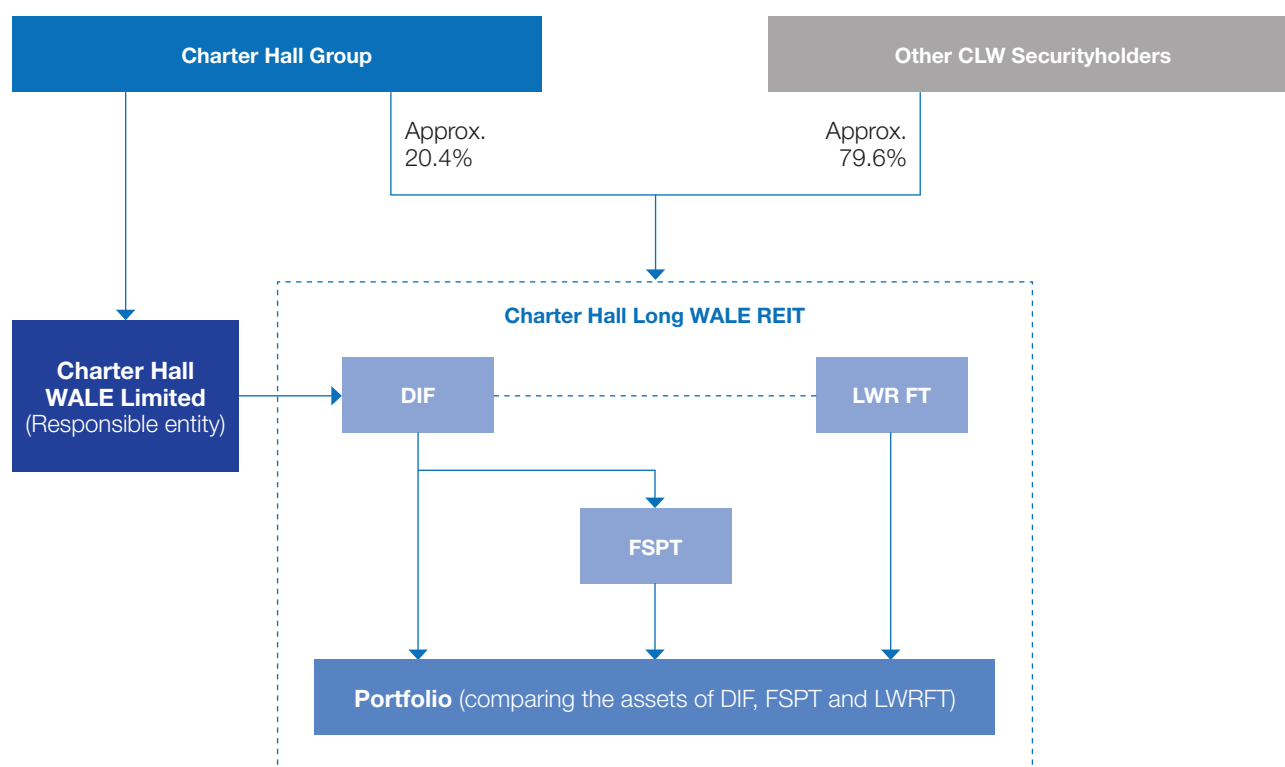 Charter Hall Group
Other CLW Securityholders
Approx.
20.4%
Approx.
79.6%
Charter Hall Long WALE REIT
Charter Hall
WALE Limited
(Responsible entity)
DIF
LWR FT
FSPT
Portfolio (comparing the assets of DIF, FSPT and LWRFT)